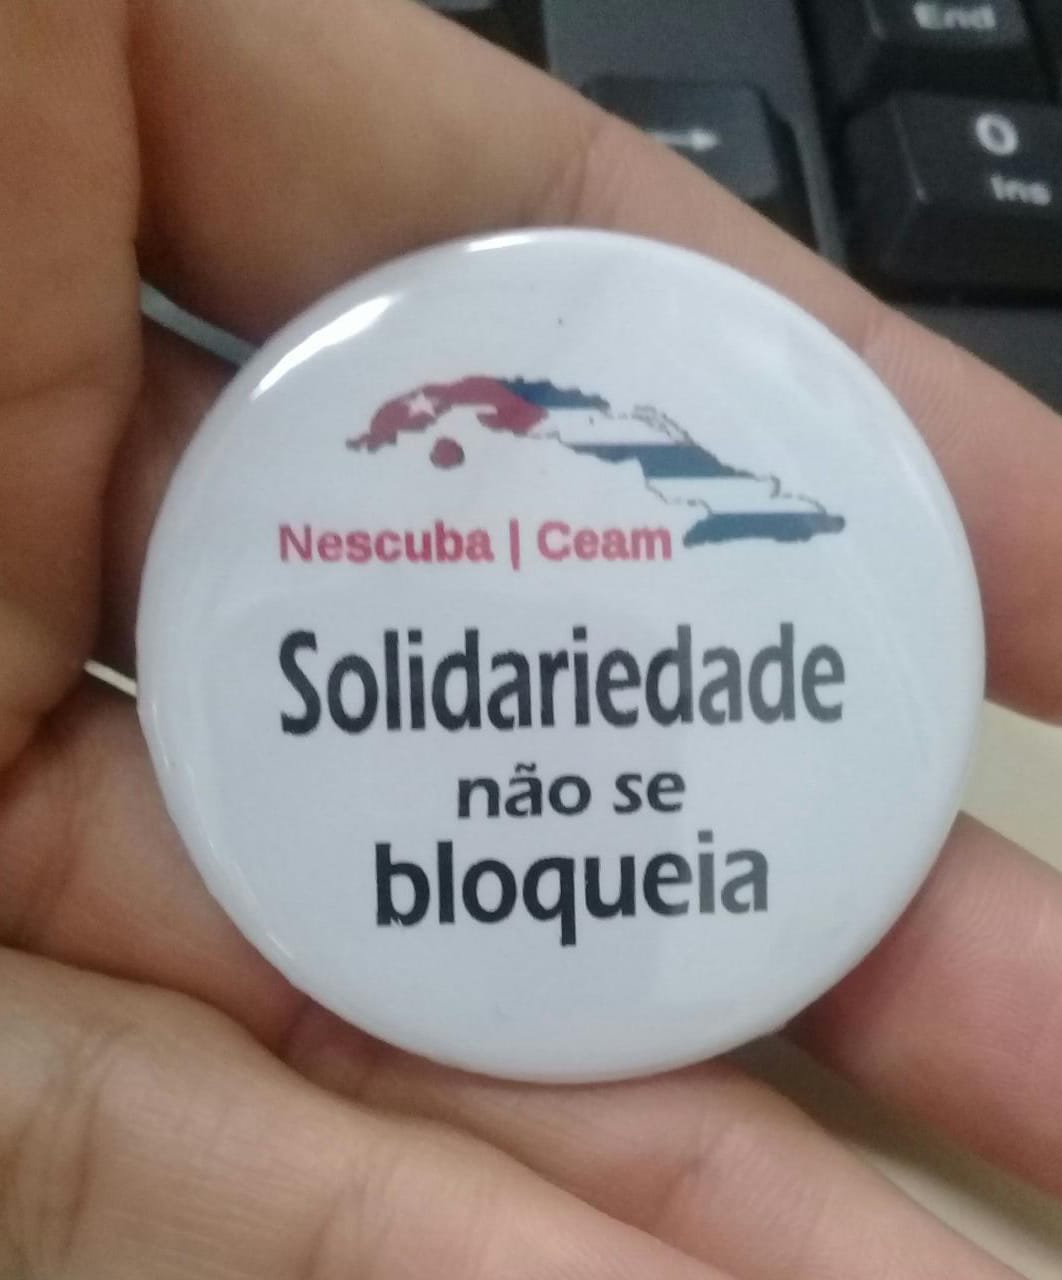 End
0
Ins
Nescuba | Ceam
Solidariedade
não se
bloqueia